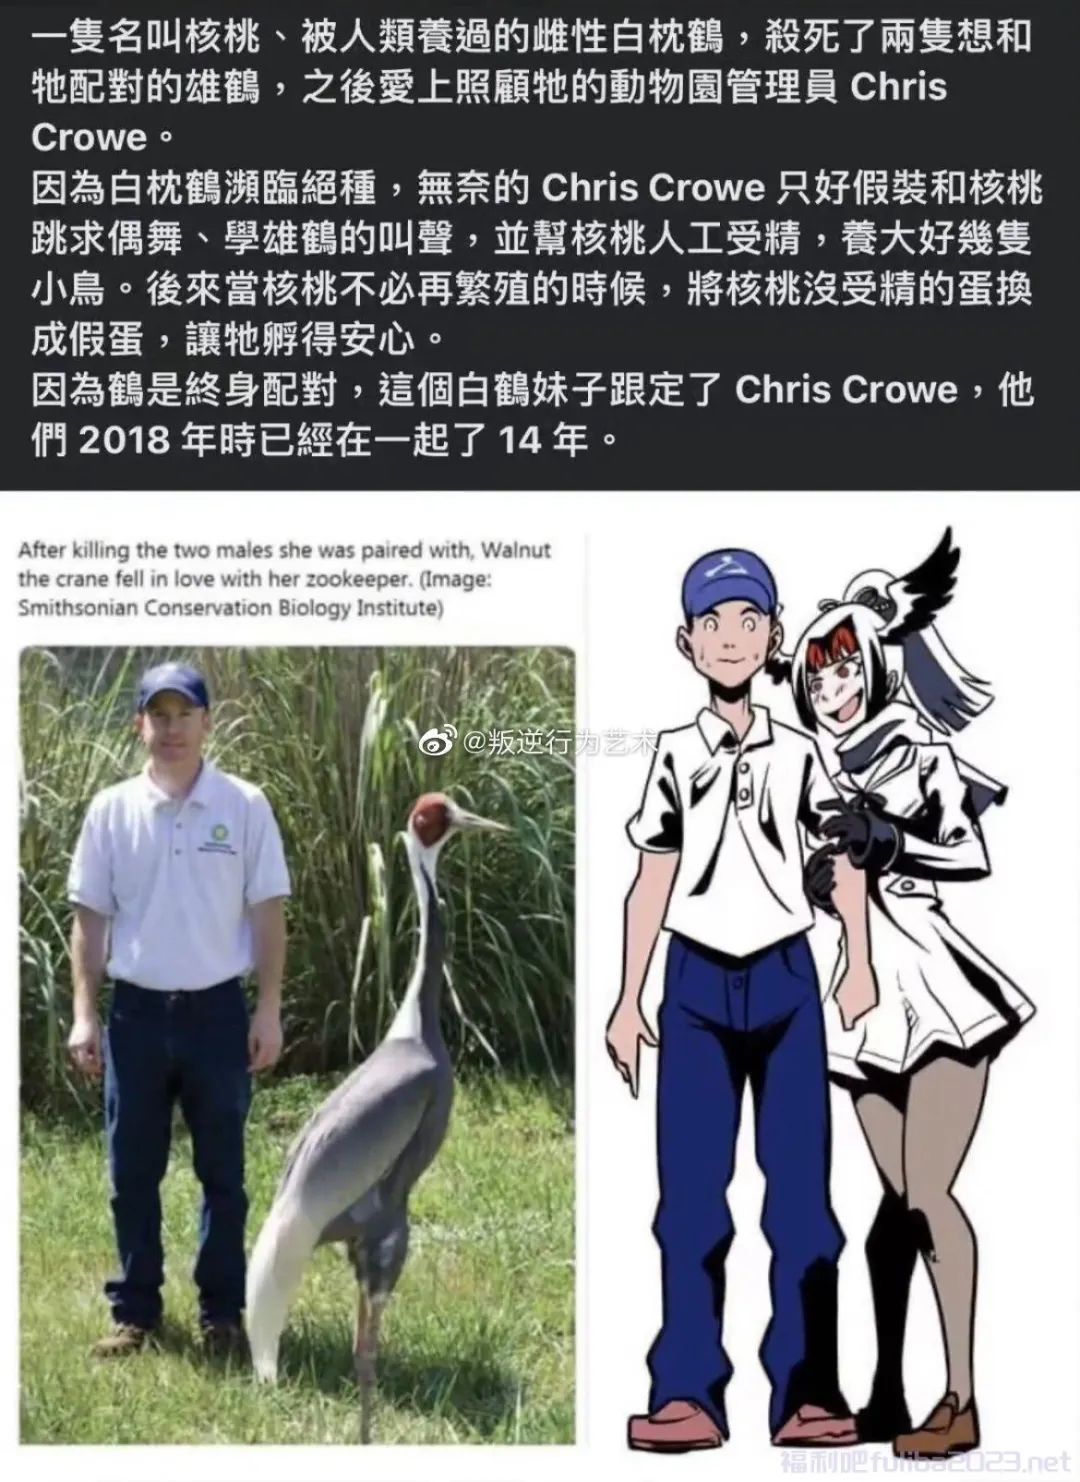 一隻名叫核桃、被人類養過的雌性白枕鶴，殺死了兩隻想和
牠配對的雄鶴，之後愛上照顧牠的動物園管理員 Chris
Crowe。
因為白枕鶴瀕臨絕種，無奈的 Chris Crowe 只好假裝和核桃
跳求偶舞、學雄鶴的叫聲，並幫核桃人工受精，養大好幾隻
小鳥。後來當核桃不必再繁殖的時候，將核桃沒受精的蛋換
成假蛋，讓牠孵得安心。
因為鶴是終身配對，這個白鶴妹子跟定了 Chris Crowe，他
們 2018 年時已經在一起了 14 年。
After killing the two males she was paired with, Walnut
the crane fell in love with her zookeeper. (Image:
Smithsonian Conservation Biology Institute)
@叛逆行为艺术
福利吧fuliba2023.net